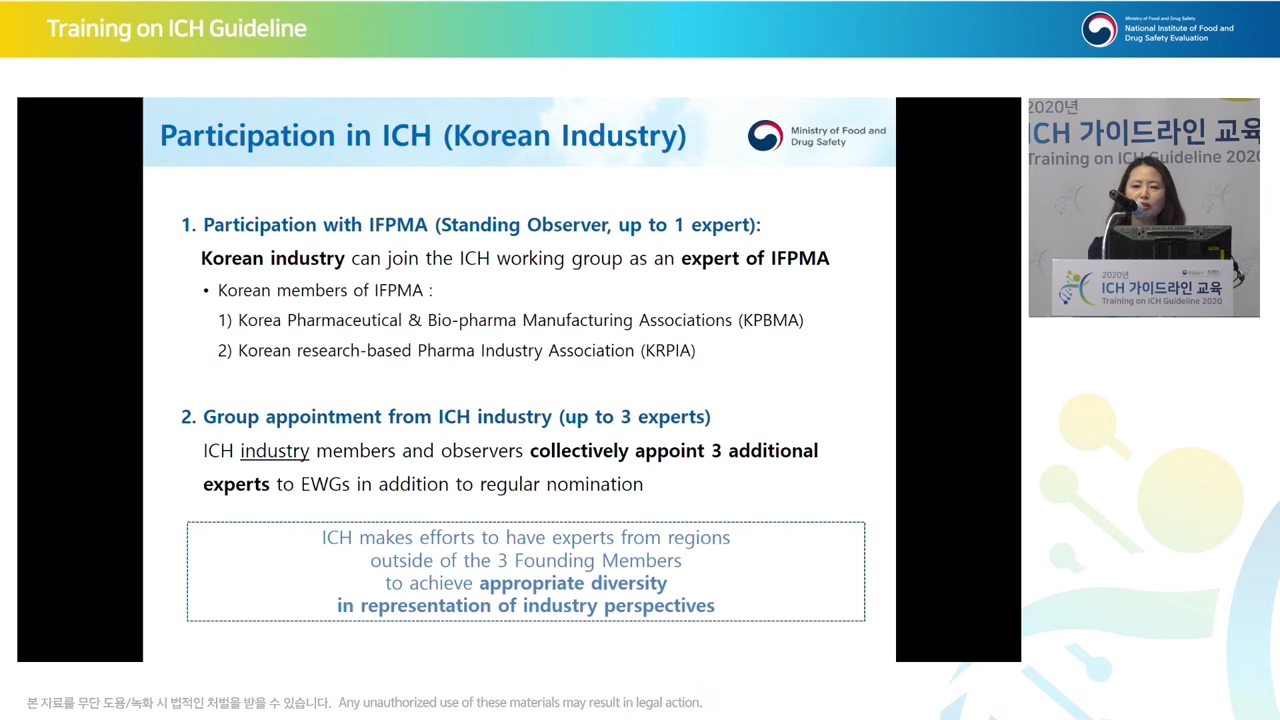 Training on ICH Guideline
Ministry of Food and Drug Safety
National Institute of Food and
Drug Safety Evaluation
Participation in ICH (Korean Industry)
Ministry of Food and
Drug Safety
1. Participation with IFPMA (Standing Observer, up to 1 expert):
Korean industry can join the ICH working group as an expert of IFPMA
• Korean members of IFPMA :
1) Korea Pharmaceutical & Bio-pharma Manufacturing Associations (KPBMA)
2) Korean research-based Pharma Industry Association (KRPIA)
2. Group appointment from ICH industry (up to 3 experts)
ICH industry members and observers collectively appoint 3 additional
experts to EWGs in addition to regular nomination
ICH makes efforts to have experts from regions
outside of the 3 Founding Members
to achieve appropriate diversity
in representation of industry perspectives
2020년
ICH 가이드라인 교육
Training on ICH Guideline 2020
2020년
ICH 가이드라인 교육
Training on ICH Guideline 2020
본 자료를 무단 도용/녹화 시 법적인 처벌을 받을 수 있습니다. Any unauthorized use of these materials may result in legal action.